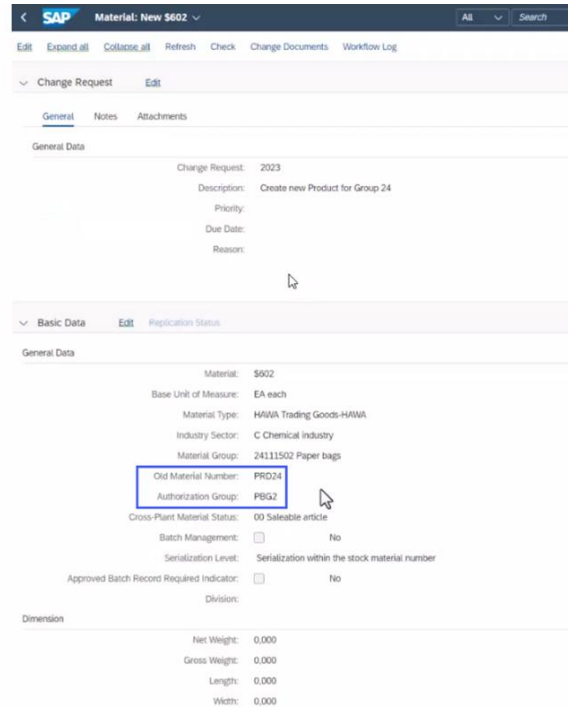 SAP Material: New $602 All Search
Edit Expand all Collapse all Refresh Check Change Documents Workflow Log
Change Request Edit
General Notes Attachments
General Data
Change Request: 2023
Description: Create new Product for Group 24
Priority:
Due Date:
Reason:
Basic Data Edit Replication Status
General Data
Material: $602
Base Unit of Measure: EA each
Material Type: HAWA Trading Goods-HAWA
Industry Sector: C Chemical industry
Material Group: 24111502 Paper bags
Old Material Number: PRD24
Authorization Group: PBG2
Cross-Plant Material Status: 00 Saleable article
Batch Management: No
Serialization Level: Serialization within the stock material number
Approved Batch Record Required Indicator: No
Division:
Dimension
Net Weight: 0,000
Gross Weight: 0,000
Length: 0,000
Width: 0,000